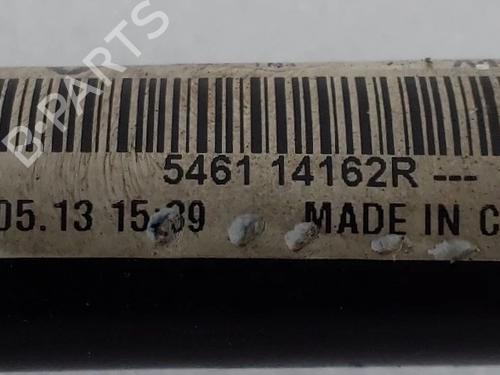 B-PARTS
5461 14162R ---
05.13 15:39 MADE IN C